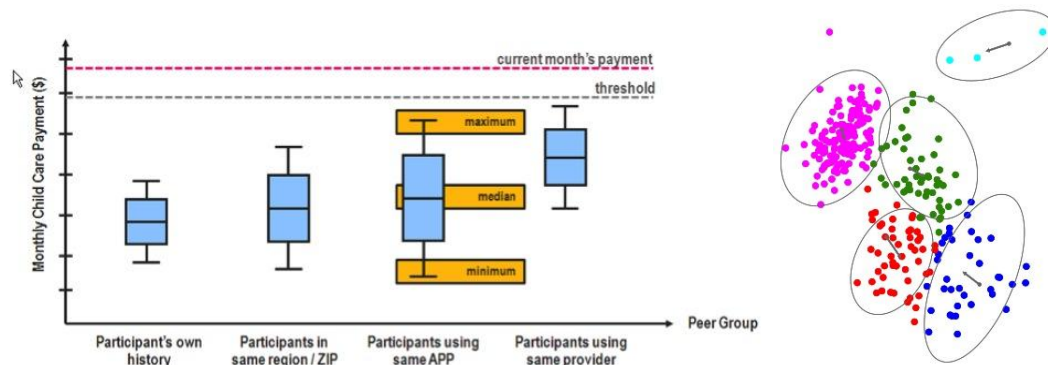 Monthly Child Care Payment ($)
current month's payment
threshold
maximum
median
minimum
Peer Group
Participant's own
history
Participants in
same region / ZIP
Participants using
same APP
Participants using
same provider